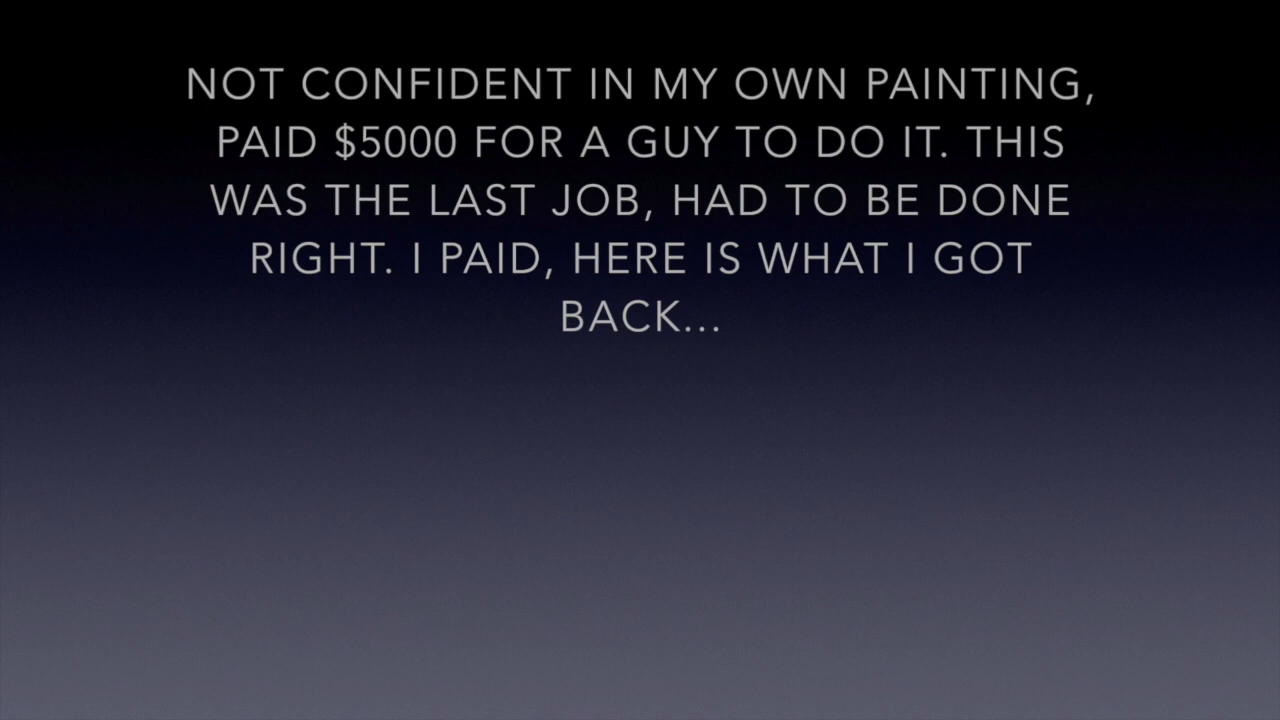 NOT CONFIDENT IN MY OWN PAINTING,
PAID $5000 FOR A GUY TO DO IT. THIS
WAS THE LAST JOB, HAD TO BE DONE
RIGHT. I PAID, HERE IS WHAT I GOT
BACK...